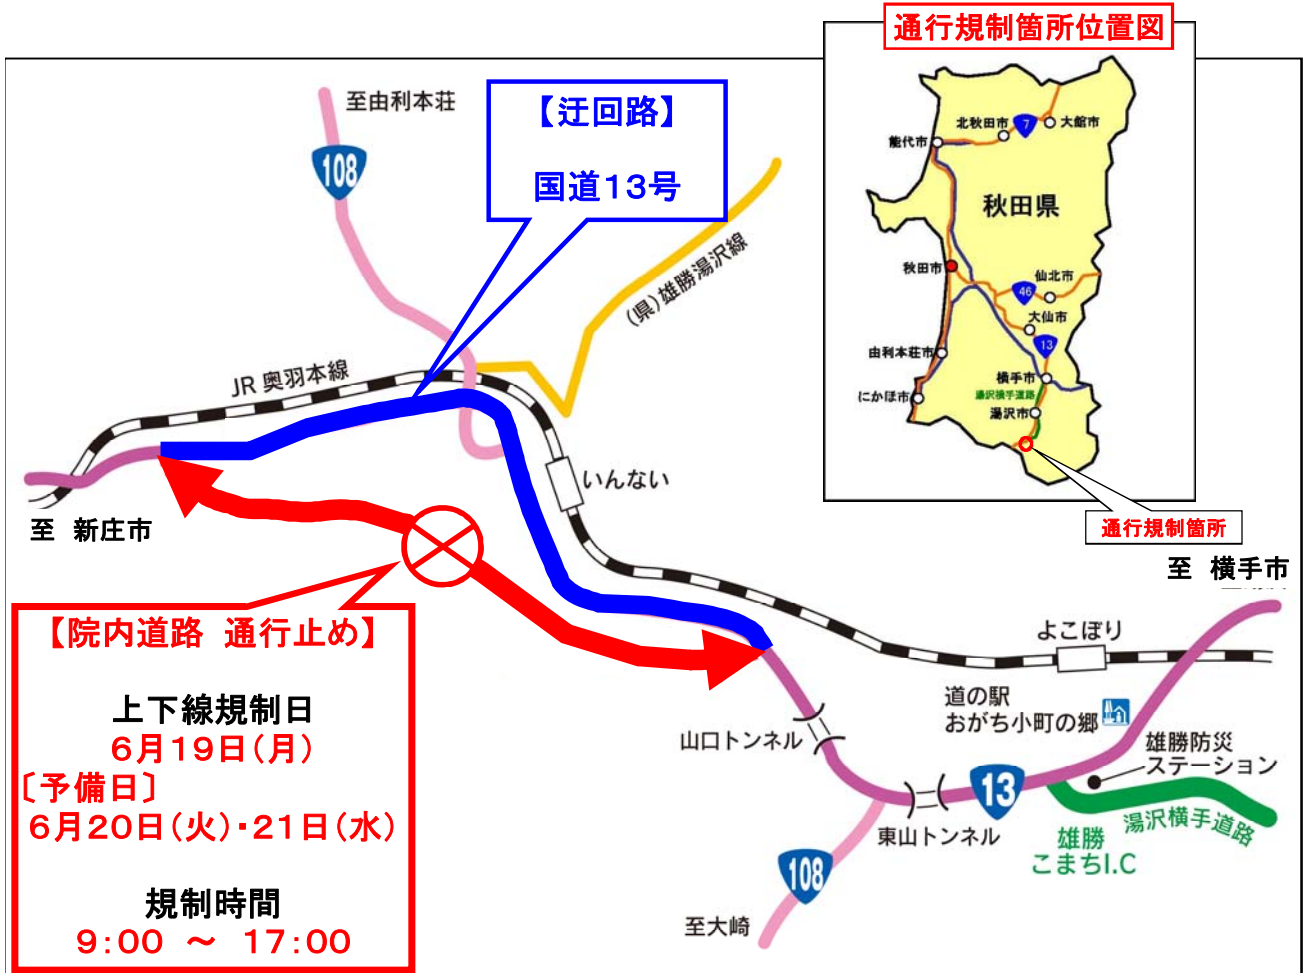 通行規制箇所位置図
北秋田市
7
大館市
能代市
秋田県
秋田市
仙北市
46
大仙市
13
由利本荘市
横手市
湯沢横手道路
にかほ市
湯沢市
通行規制箇所
至由利本荘
108
【迂回路】
国道13号
(県)雄勝湯沢線
JR 奥羽本線
いんない
至 新庄市
至 横手市
【院内道路 通行止め】
上下線規制日
6月19日(月)
〔予備日〕
6月20日(火)・21日(水)
規制時間
9:00 ～ 17:00
よこぼり
道の駅
おがち小町の郷
山口トンネル
雄勝防災
ステーション
13
東山トンネル
湯沢横手道路
雄勝
こまちI.C
108
至大崎